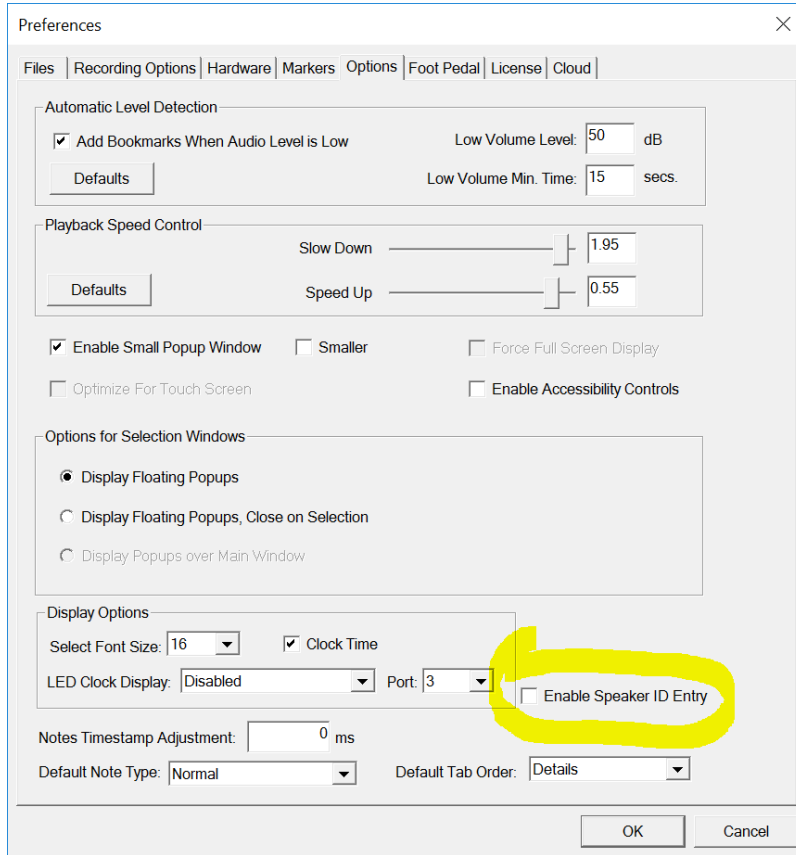 Preferences
Files Recording Options Hardware Markers Options Foot Pedal License Cloud
Automatic Level Detection
Add Bookmarks When Audio Level is Low Low Volume Level: 50 dB
Defaults Low Volume Min. Time: 15 secs.
Playback Speed Control
Slow Down 1.95
Defaults Speed Up 0.55
Enable Small Popup Window Smaller Force Full Screen Display
Optimize For Touch Screen Enable Accessibility Controls
Options for Selection Windows
Display Floating Popups
Display Floating Popups, Close on Selection
Display Popups over Main Window
Display Options
Select Font Size: 16 Clock Time
LED Clock Display: Disabled Port: 3 Enable Speaker ID Entry
Notes Timestamp Adjustment: 0 ms
Default Note Type: Normal Default Tab Order: Details
OK Cancel